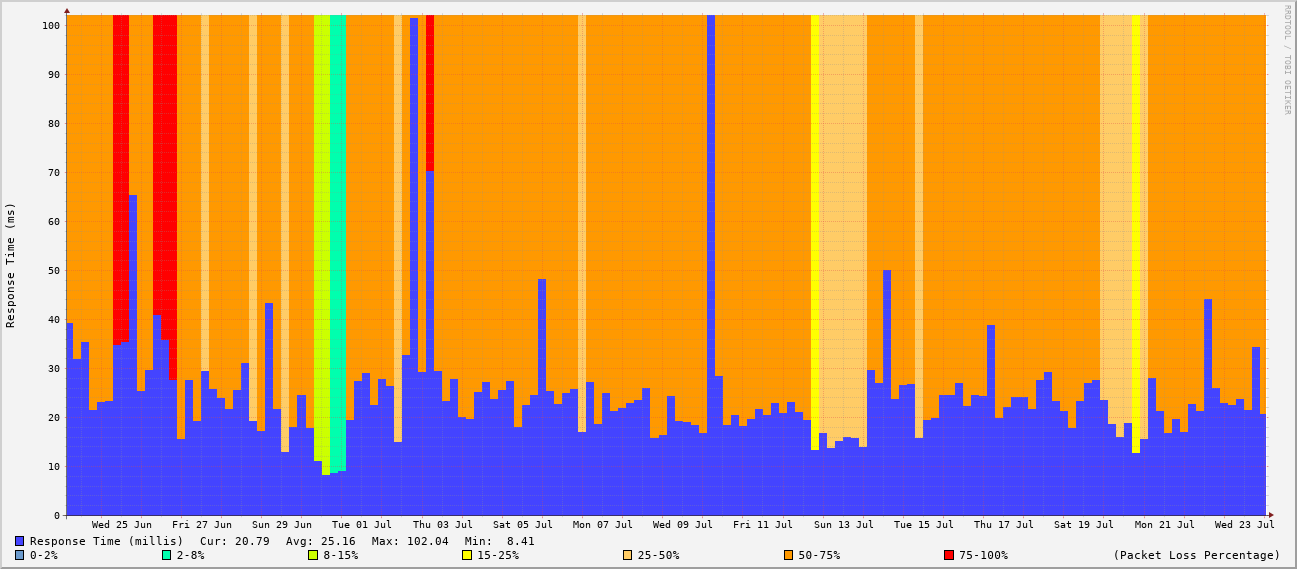 RRDTOOL / TOBI OETIKER
Response Time (ms)
100
90
80
70
60
50
40
30
20
10
0
Wed 25 Jun Fri 27 Jun Sun 29 Jun Tue 01 Jul Thu 03 Jul Sat 05 Jul Mon 07 Jul Wed 09 Jul Fri 11 Jul Sun 13 Jul Tue 15 Jul Thu 17 Jul Sat 19 Jul Mon 21 Jul Wed 23 Jul
Response Time (millis) Cur: 20.79 Avg: 25.16 Max: 102.04 Min: 8.41
0-2% 2-8% 8-15% 15-25% 25-50% 50-75% 75-100% (Packet Loss Percentage)